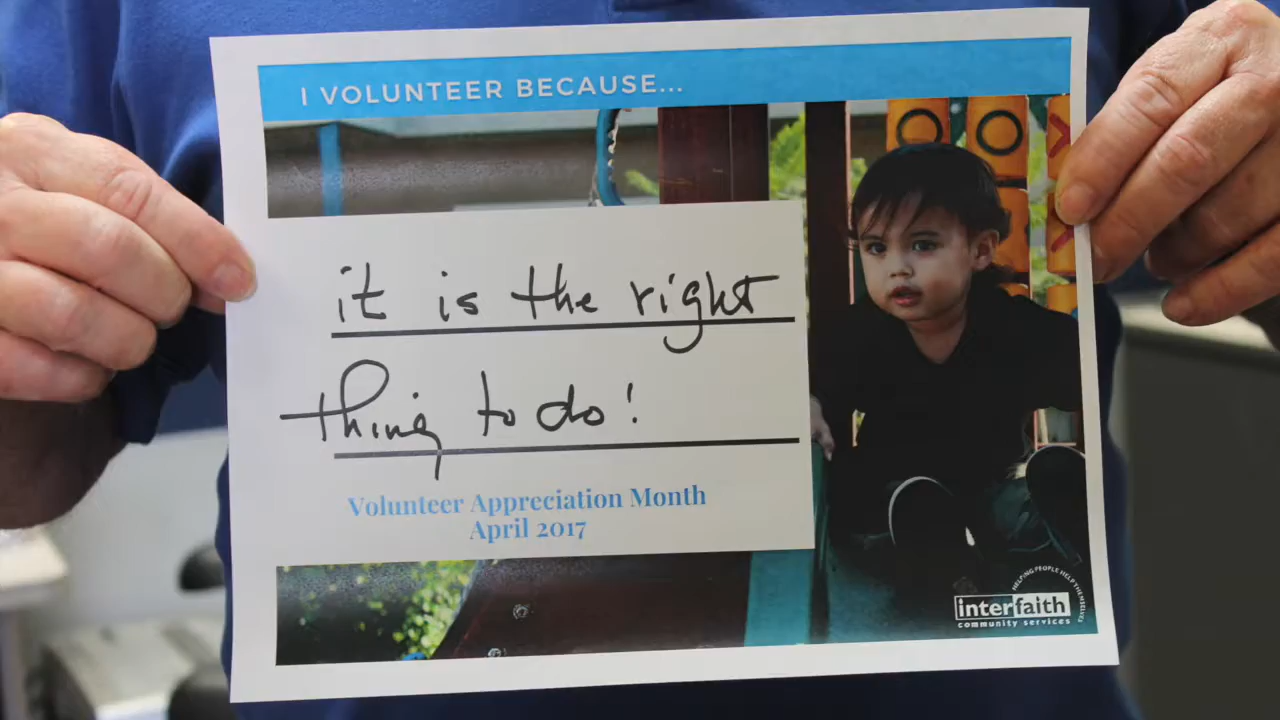 I VOLUNTEER BECAUSE...
it is the right
thing to do!
Volunteer Appreciation Month
April 2017
HELPING PEOPLE HELP THEMSELVES
interfaith
community services